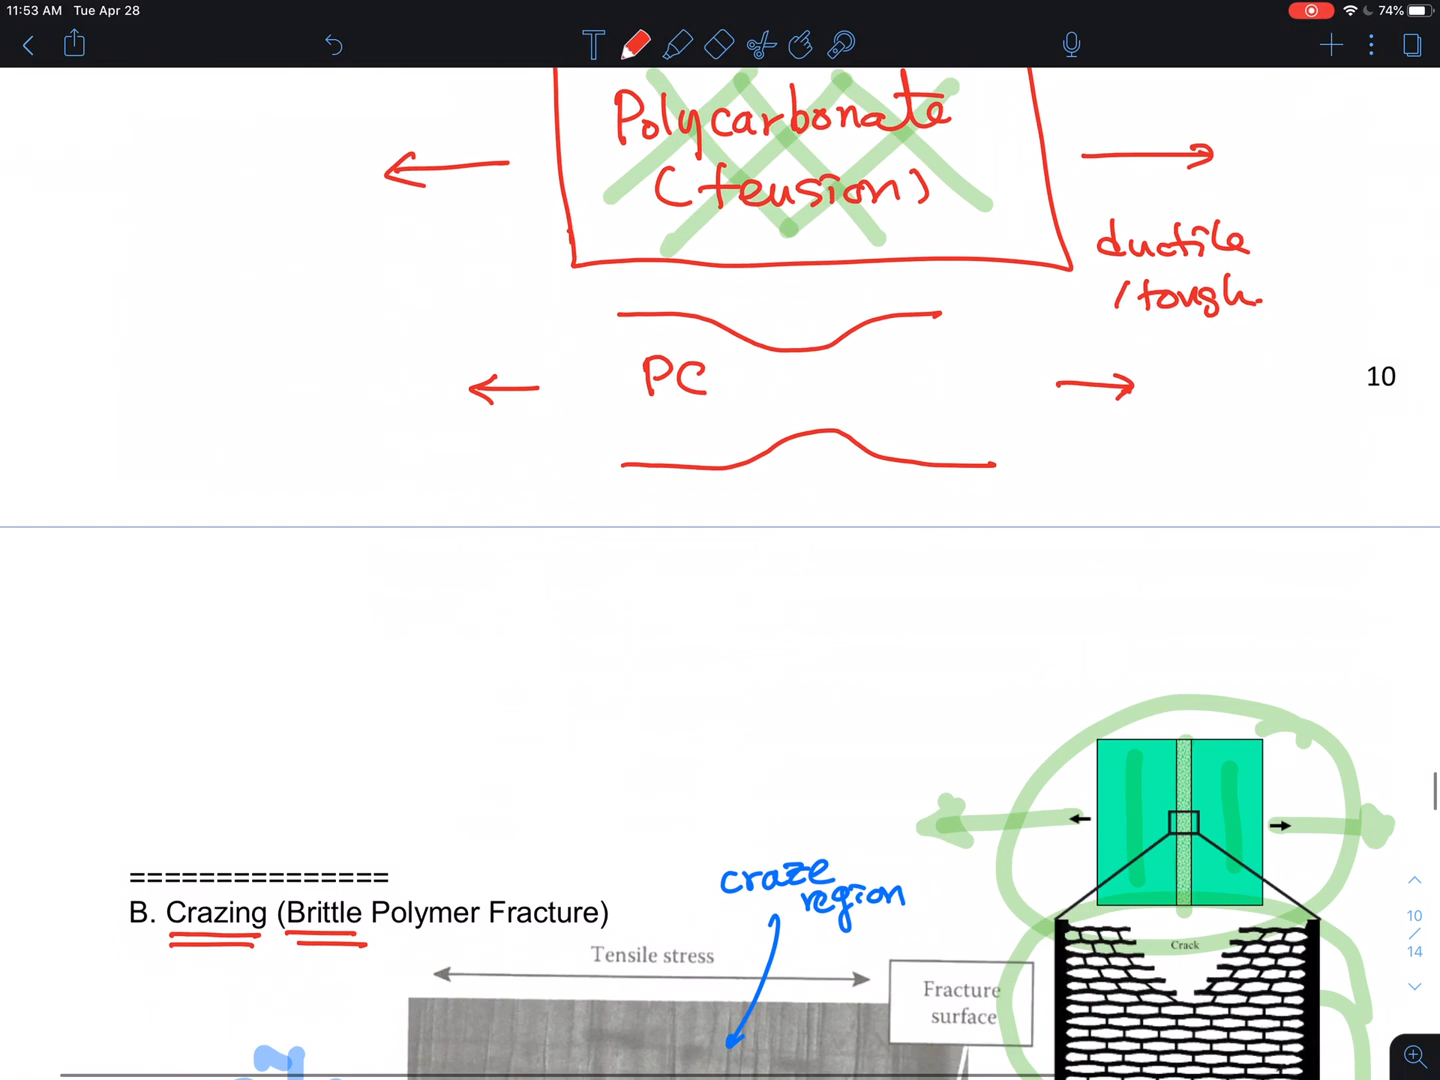 11:53 AM Tue Apr 28
74%
T
Polycarbonate
(tension)
ductile
/tough
PC
10
===============
B. Crazing (Brittle Polymer Fracture)
craze
region
Tensile stress
Fracture
surface
Crack
10
/
14